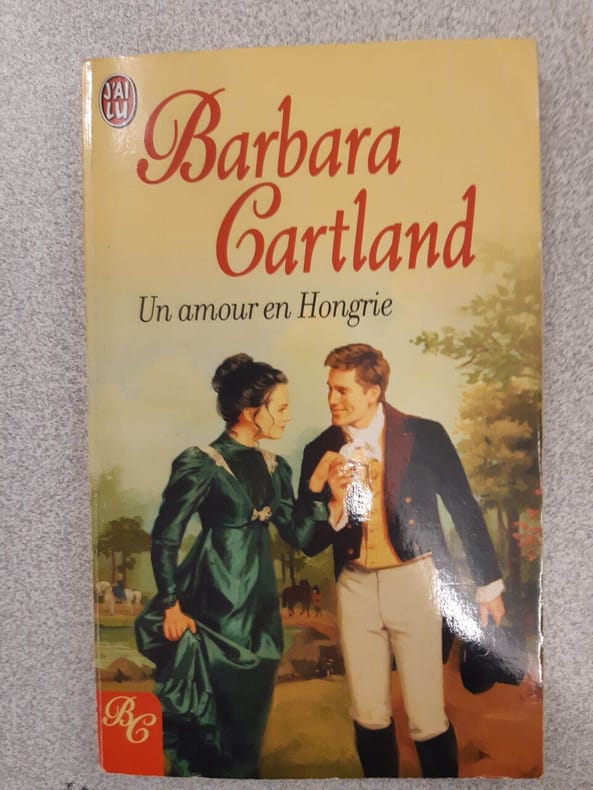 J'AI
LU
Barbara
Cartland
Un amour en Hongrie
BC